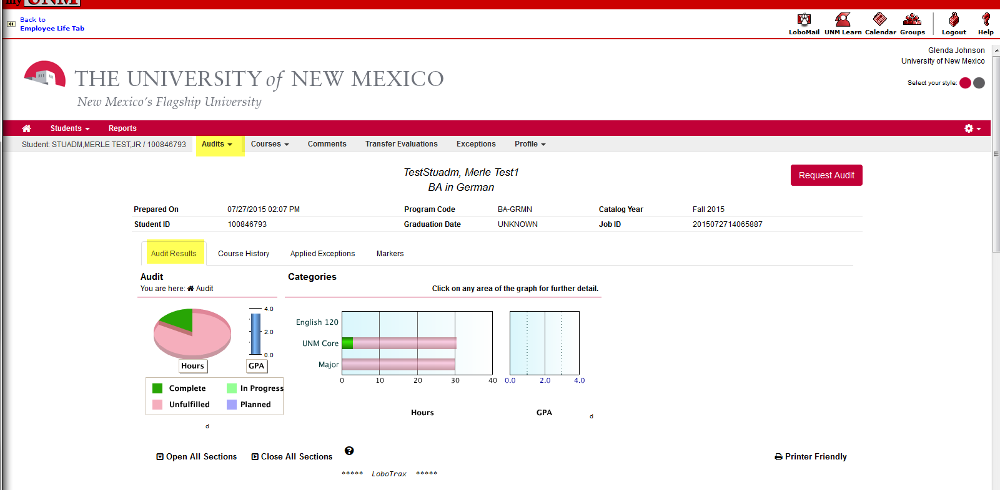 my UNM
Back to
Employee Life Tab
LoboMail UNM Learn Calendar Groups Logout Help
Glenda Johnson
University of New Mexico
Select your style:
THE UNIVERSITY of NEW MEXICO
New Mexico's Flagship University
Students Reports
Student: STUADM,MERLE TEST,JR / 100846793 Audits Courses Comments Transfer Evaluations Exceptions Profile
TestStuadm, Merle Test1
BA in German
Request Audit
Prepared On 07/27/2015 02:07 PM Program Code BA-GRMN Catalog Year Fall 2015
Student ID 100846793 Graduation Date UNKNOWN Job ID 2015072714065887
Audit Results Course History Applied Exceptions Markers
Audit Categories
You are here: Audit
Click on any area of the graph for further detail.
4.0
2.0
0.0
Hours GPA
Complete In Progress
Unfulfilled Planned
d
English 120
UNM Core
Major
0 10 20 30 40 0.0 2.0 4.0
Hours GPA
d
Open All Sections Close All Sections ? Printer Friendly
***** LoboTrax *****